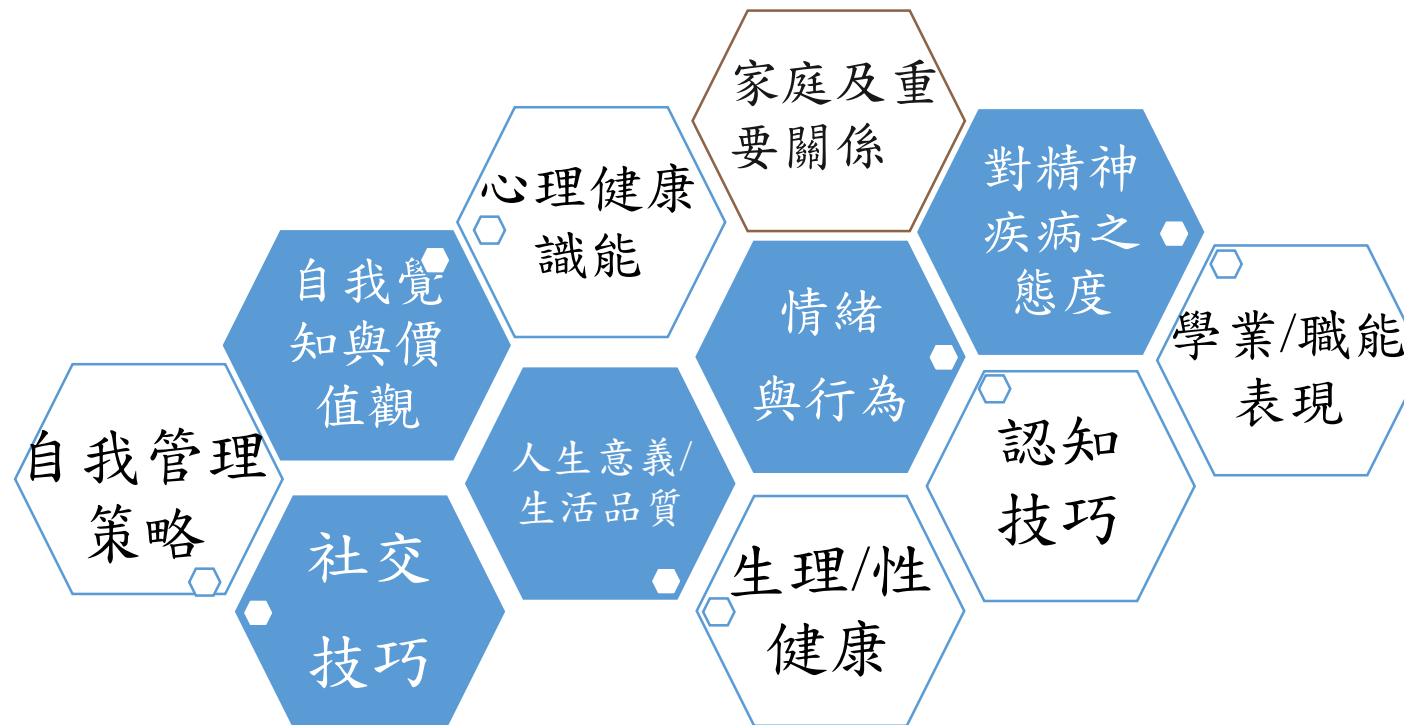 家庭及重
要關係
心理健康
識能
對精神
疾病之
態度
自我覺
知與價
值觀
情緒
與行為
學業/職能
表現
自我管理
策略
人生意義/
生活品質
認知
技巧
社交
技巧
生理/性
健康